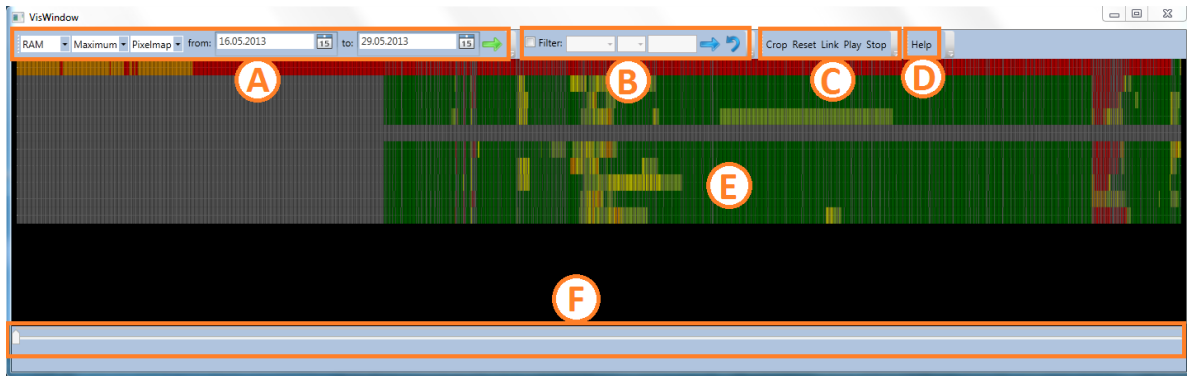 VisWindow
RAM Maximum Pixelmap from: 16.05.2013 15 to: 29.05.2013 15 Filter: Crop Reset Link Play Stop Help
A B C D
E
F